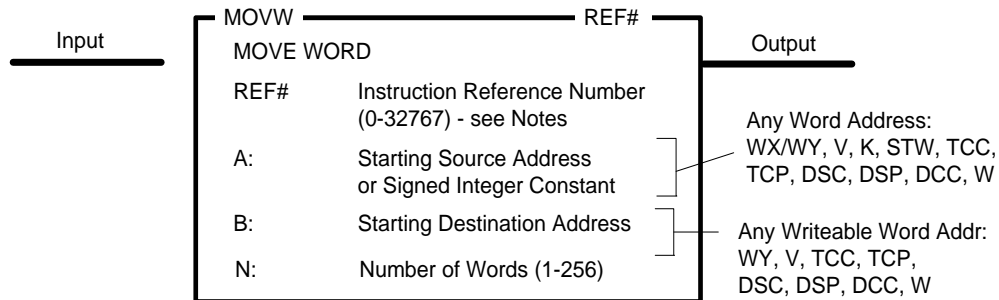 MOVW REF#
Input
MOVE WORD
Output
REF# Instruction Reference Number
(0-32767) - see Notes
A: Starting Source Address
or Signed Integer Constant
Any Word Address:
WX/WY, V, K, STW, TCC,
TCP, DSC, DSP, DCC, W
B: Starting Destination Address
N: Number of Words (1-256)
Any Writeable Word Addr:
WY, V, TCC, TCP,
DSC, DSP, DCC, W